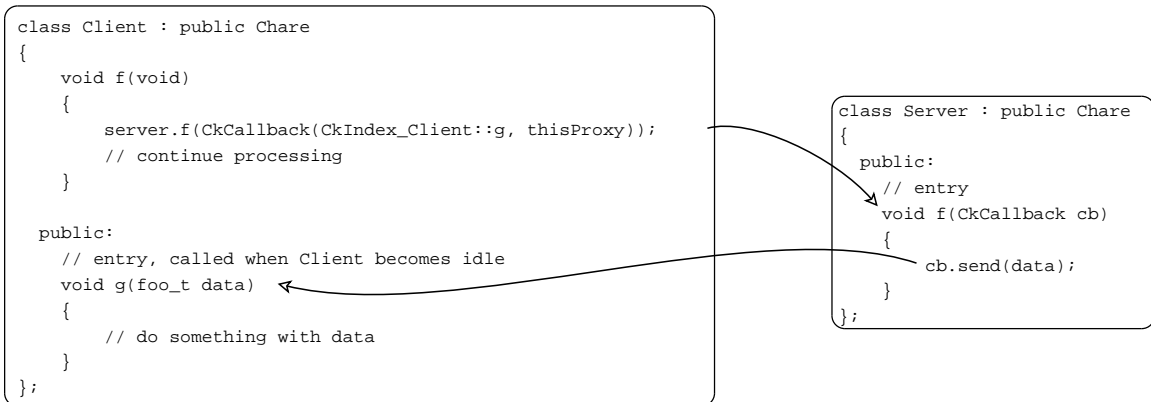 class Client : public Chare
{
void f(void)
{
server.f(CkCallback(CkIndex_Client::g, thisProxy));
// continue processing
}
public:
// entry, called when Client becomes idle
void g(foo_t data)
{
// do something with data
}
};
class Server : public Chare
{
public:
// entry
void f(CkCallback cb)
{
cb.send(data);
}
};